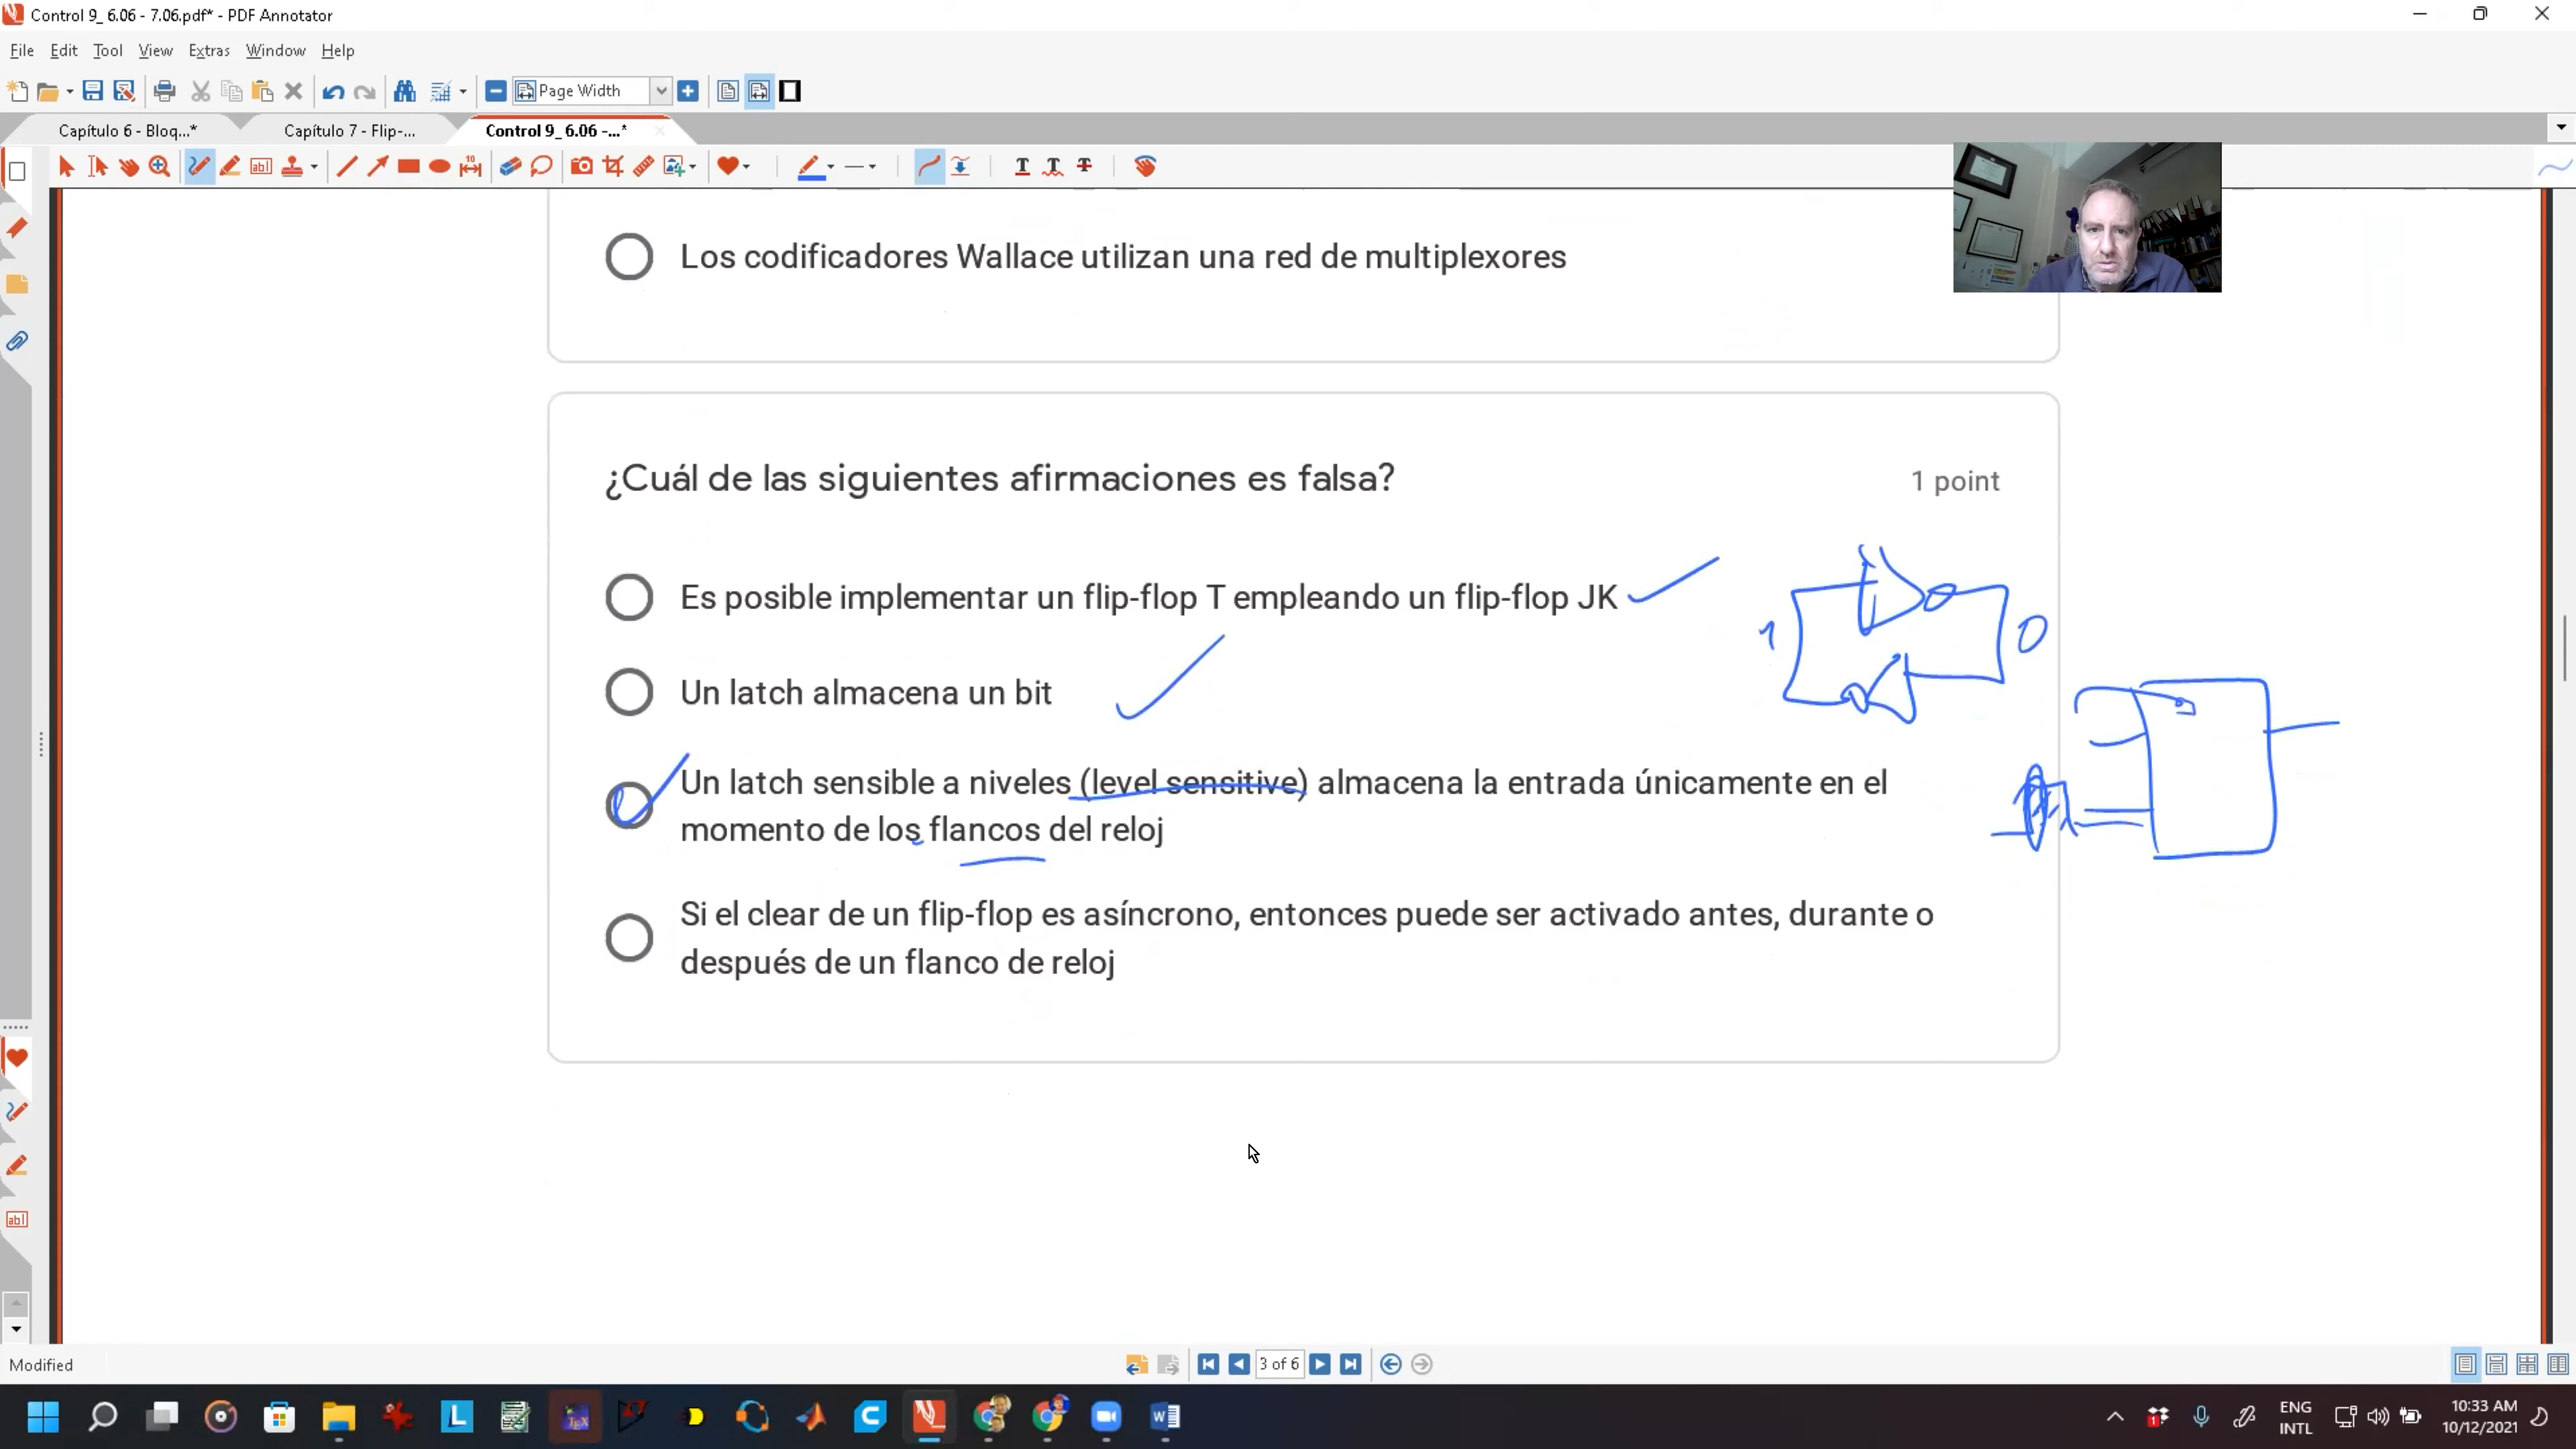 Control 9_ 6.06 - 7.06.pdf* - PDF Annotator
File Edit Tool View Extras Window Help
Page Width
Capítulo 6 - Bloq...* Capítulo 7 - Flip-... Control 9_ 6.06 -...*
Los codificadores Wallace utilizan una red de multiplexores
¿Cuál de las siguientes afirmaciones es falsa? 1 point
Es posible implementar un flip-flop T empleando un flip-flop JK
1 0
Un latch almacena un bit
Un latch sensible a niveles (level sensitive) almacena la entrada únicamente en el
momento de los flancos del reloj
Si el clear de un flip-flop es asíncrono, entonces puede ser activado antes, durante o
después de un flanco de reloj
Modified 3 of 6
ENG
INTL
10:33 AM
10/12/2021